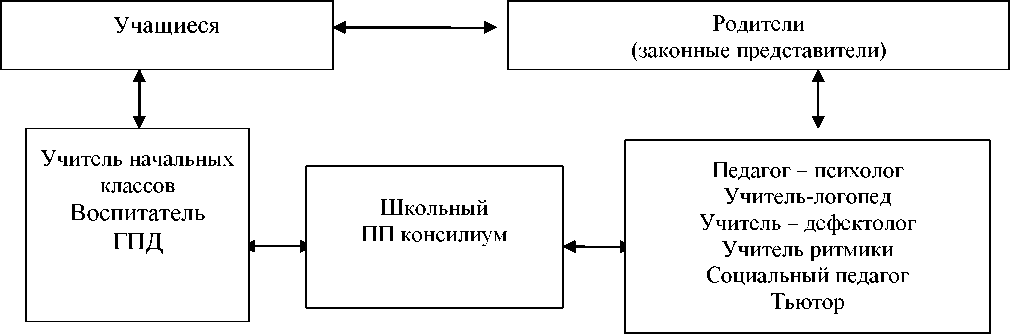 Учащиеся
Родители
(законные представители)
Учитель начальных
классов
Воспитатель
ГПД
Школьный
ПП консилиум
Педагог – психолог
Учитель-логопед
Учитель – дефектолог
Учитель ритмики
Социальный педагог
Тьютор